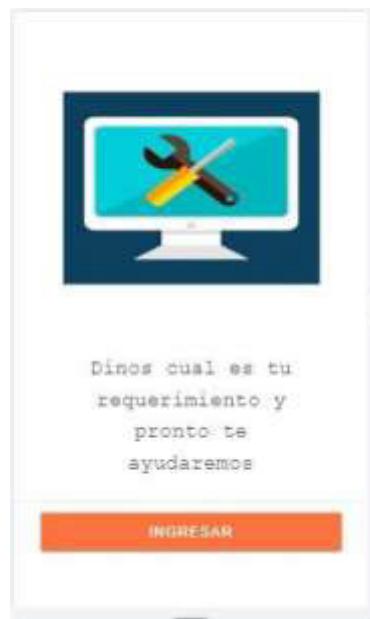 Dinos cual es tu
requerimiento y
pronto te
ayudaremos
INGRESAR